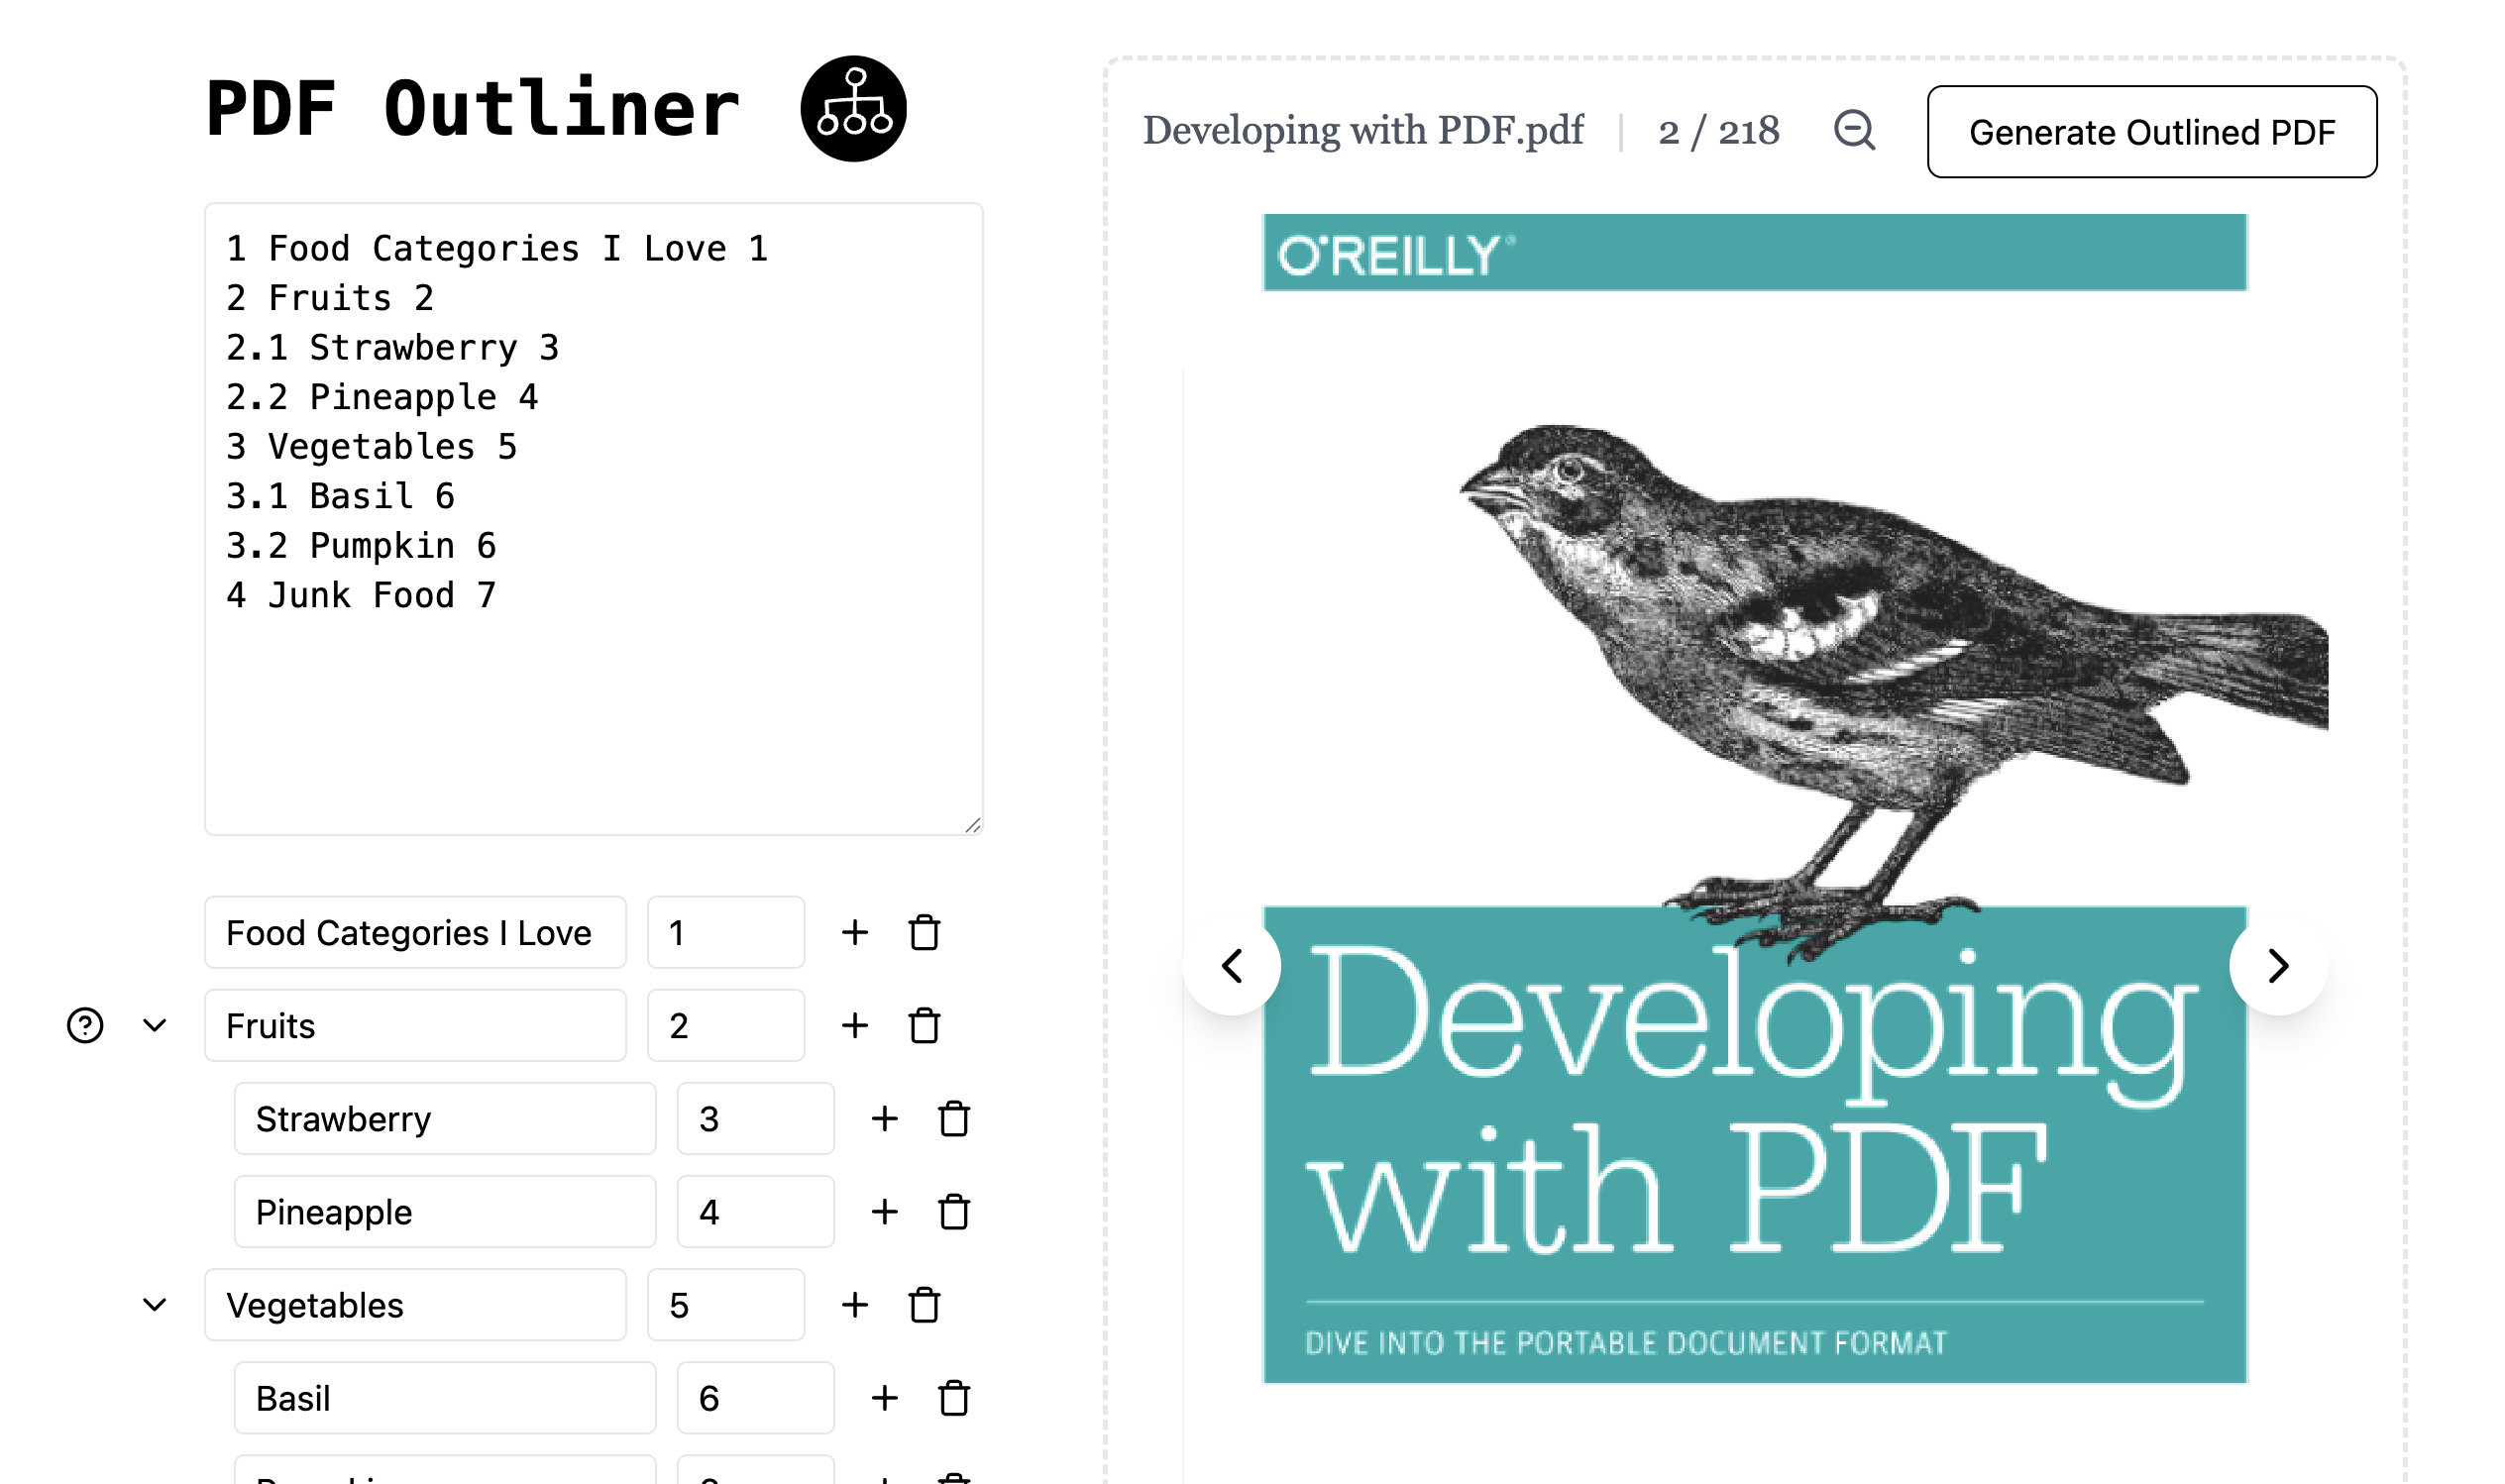 PDF Outliner
1 Food Categories I Love 1
2 Fruits 2
2.1 Strawberry 3
2.2 Pineapple 4
3 Vegetables 5
3.1 Basil 6
3.2 Pumpkin 6
4 Junk Food 7
Food Categories I Love 1
Fruits 2
Strawberry 3
Pineapple 4
Vegetables 5
Basil 6
Developing with PDF.pdf | 2 / 218
Generate Outlined PDF
O'REILLY®
Developing
with PDF
DIVE INTO THE PORTABLE DOCUMENT FORMAT